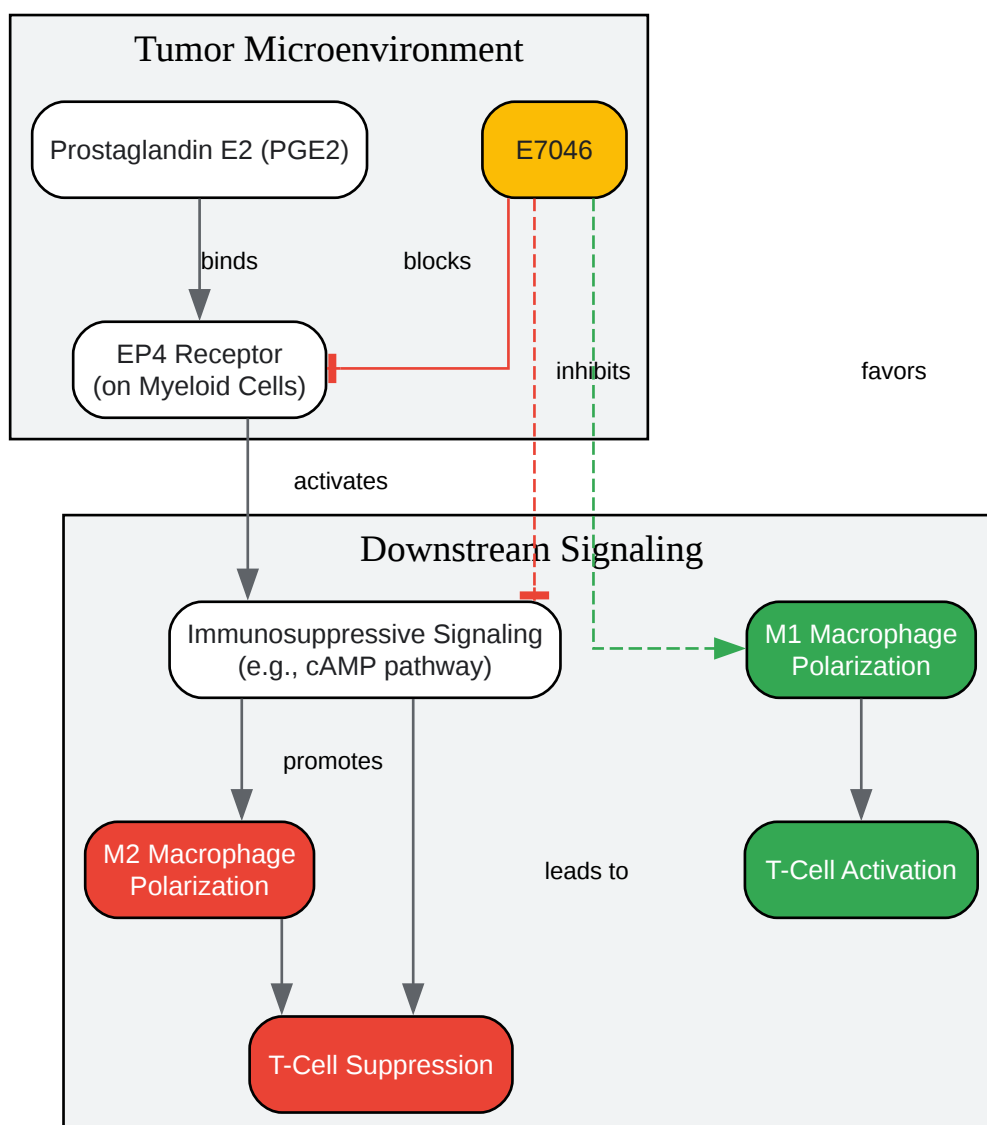 Tumor Microenvironment
Prostaglandin E2 (PGE2)
E7046
binds
blocks
EP4 Receptor
(on Myeloid Cells)
inhibits
favors
activates
Downstream Signaling
Immunosuppressive Signaling
(e.g., cAMP pathway)
M1 Macrophage
Polarization
promotes
M2 Macrophage
Polarization
leads to
T-Cell Activation
T-Cell Suppression